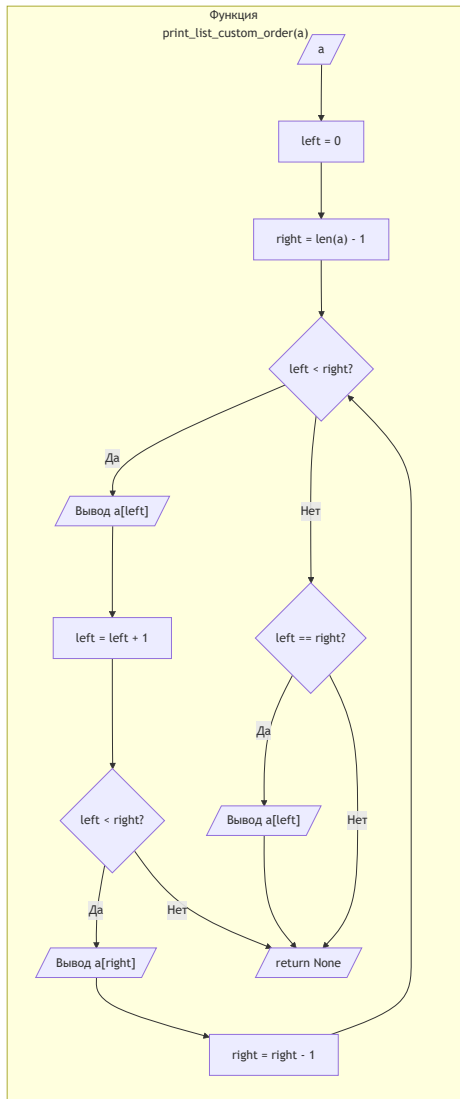 Функция
print_list_custom_order(a)
a
left = 0
right = len(a) - 1
left < right?
Да
Нет
Вывод a[left]
left = left + 1
left == right?
Да
Вывод a[left]
Нет
left < right?
Да
Нет
Вывод a[right]
return None
right = right - 1